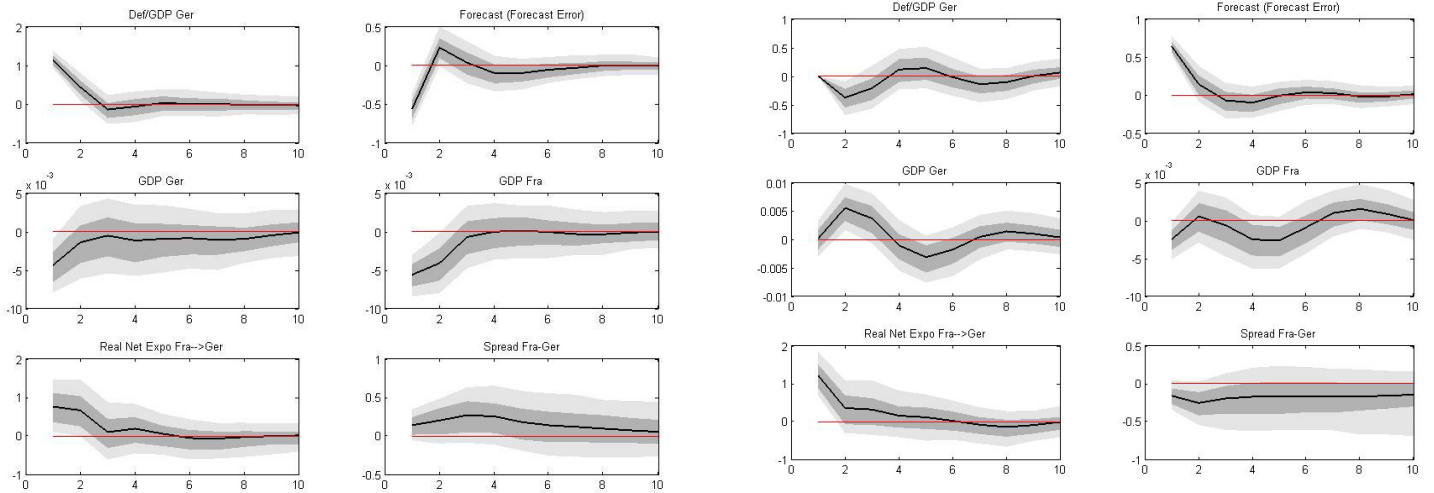 Def/GDP Ger
2
1
0
-1
0 2 4 6 8 10
Forecast (Forecast Error)
0.5
0
-0.5
-1
0 2 4 6 8 10
GDP Ger
x 10⁻³
5
0
-5
-10
0 2 4 6 8 10
GDP Fra
x 10⁻³
5
0
-5
-10
0 2 4 6 8 10
Real Net Expo Fra-->Ger
2
1
0
-1
0 2 4 6 8 10
Spread Fra-Ger
1
0.5
0
-0.5
0 2 4 6 8 10
Def/GDP Ger
1
0.5
0
-0.5
-1
0 2 4 6 8 10
Forecast (Forecast Error)
1
0.5
0
-0.5
0 2 4 6 8 10
GDP Ger
0.01
0.005
0
-0.005
-0.01
0 2 4 6 8 10
GDP Fra
x 10⁻³
5
0
-5
-10
0 2 4 6 8 10
Real Net Expo Fra-->Ger
2
1
0
-1
0 2 4 6 8 10
Spread Fra-Ger
0.5
0
-0.5
-1
0 2 4 6 8 10